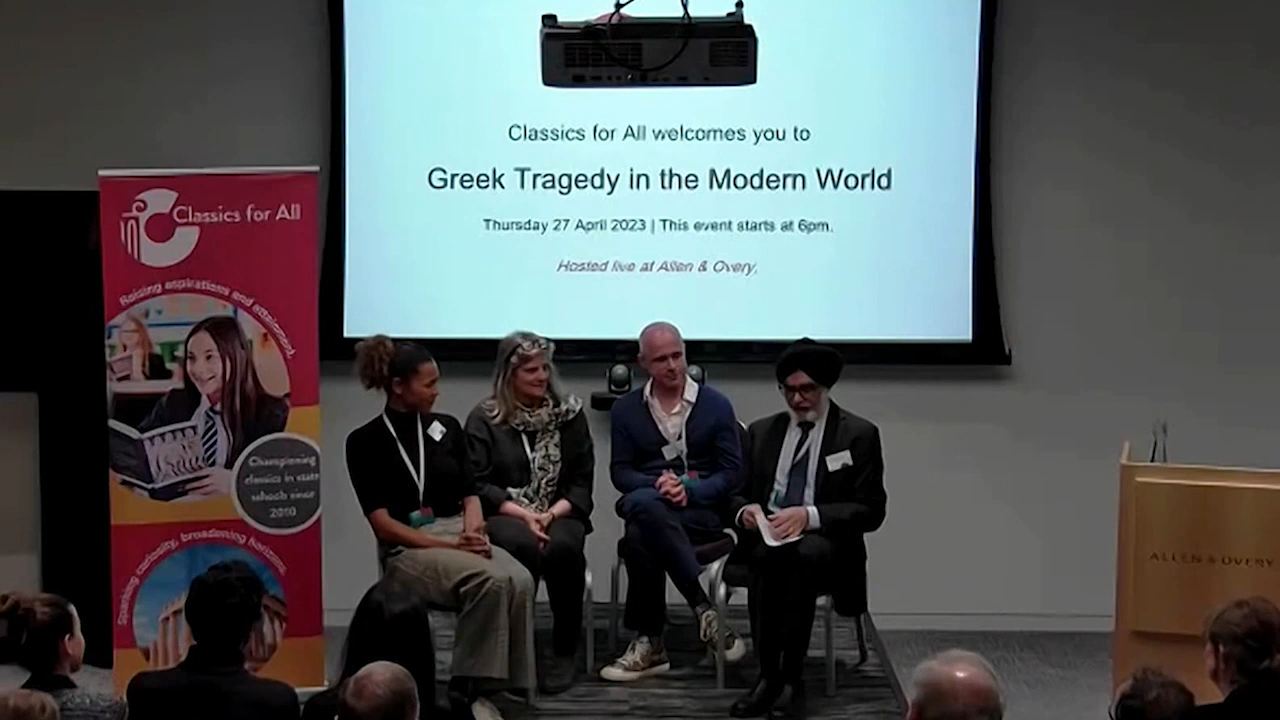 Classics for All welcomes you to
Greek Tragedy in the Modern World
Thursday 27 April 2023 | This event starts at 6pm.
Hosted live at Allen & Overy.
Classics for All
Raising aspirations and attainment
Championing
classics in state
schools since
2010
Sparking curiosity, broadening horizons
ALLEN & OVERY